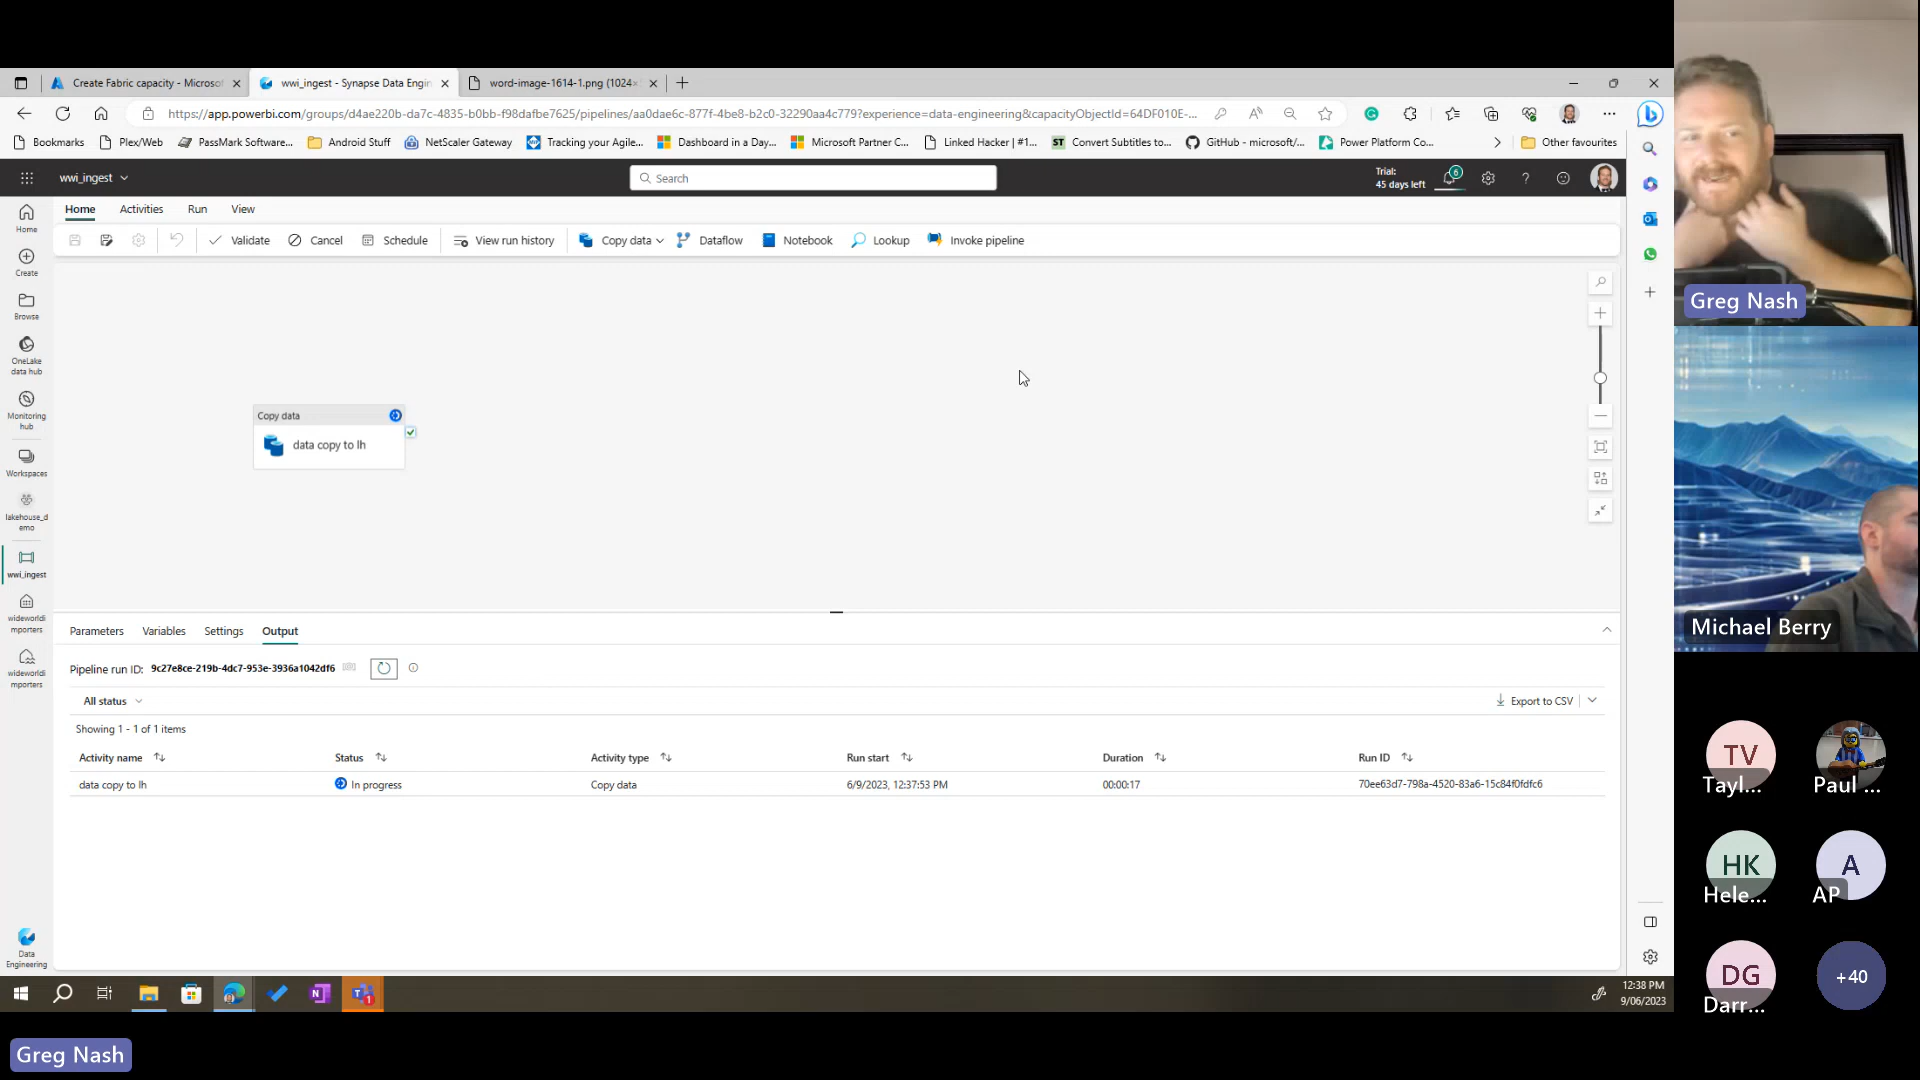 Create Fabric capacity - Microso
wwi_ingest - Synapse Data Engin
word-image-1614-1.png (1024×
https://app.powerbi.com/groups/d4ae220b-da7c-4835-b0bb-f98dafbe7625/pipelines/aa0dae6c-877f-4be8-b2c0-32290aa4c779?experience=data-engineering&capacityObjectId=64DF010E-...
Bookmarks
Plex/Web
PassMark Software...
Android Stuff
NetScaler Gateway
Tracking your Agile...
Dashboard in a Day...
Microsoft Partner C...
Linked Hacker | #1...
ST Convert Subtitles to...
GitHub - microsoft/...
Power Platform Co...
Other favourites
wwi_ingest
Search
Trial:
45 days left
6
Home
Activities
Run
View
Validate
Cancel
Schedule
View run history
Copy data
Dataflow
Notebook
Lookup
Invoke pipeline
Home
Create
Browse
OneLake
data hub
Monitoring
hub
Workspaces
lakehouse_d
emo
wwi_ingest
wideworldi
mporters
wideworldi
mporters
Data
Engineering
Copy data
data copy to lh
Parameters
Variables
Settings
Output
Pipeline run ID: 9c27e8ce-219b-4dc7-953e-3936a1042df6
All status
Export to CSV
Showing 1 - 1 of 1 items
Activity name
Status
Activity type
Run start
Duration
Run ID
data copy to lh
In progress
Copy data
6/9/2023, 12:37:53 PM
00:00:17
70ee63d7-798a-4520-83a6-15c84f0fdfc6
12:38 PM
9/06/2023
Greg Nash
Michael Berry
TV
Tayl...
Paul ...
HK
Hele...
A
AP
DG
Darr...
+40
Greg Nash